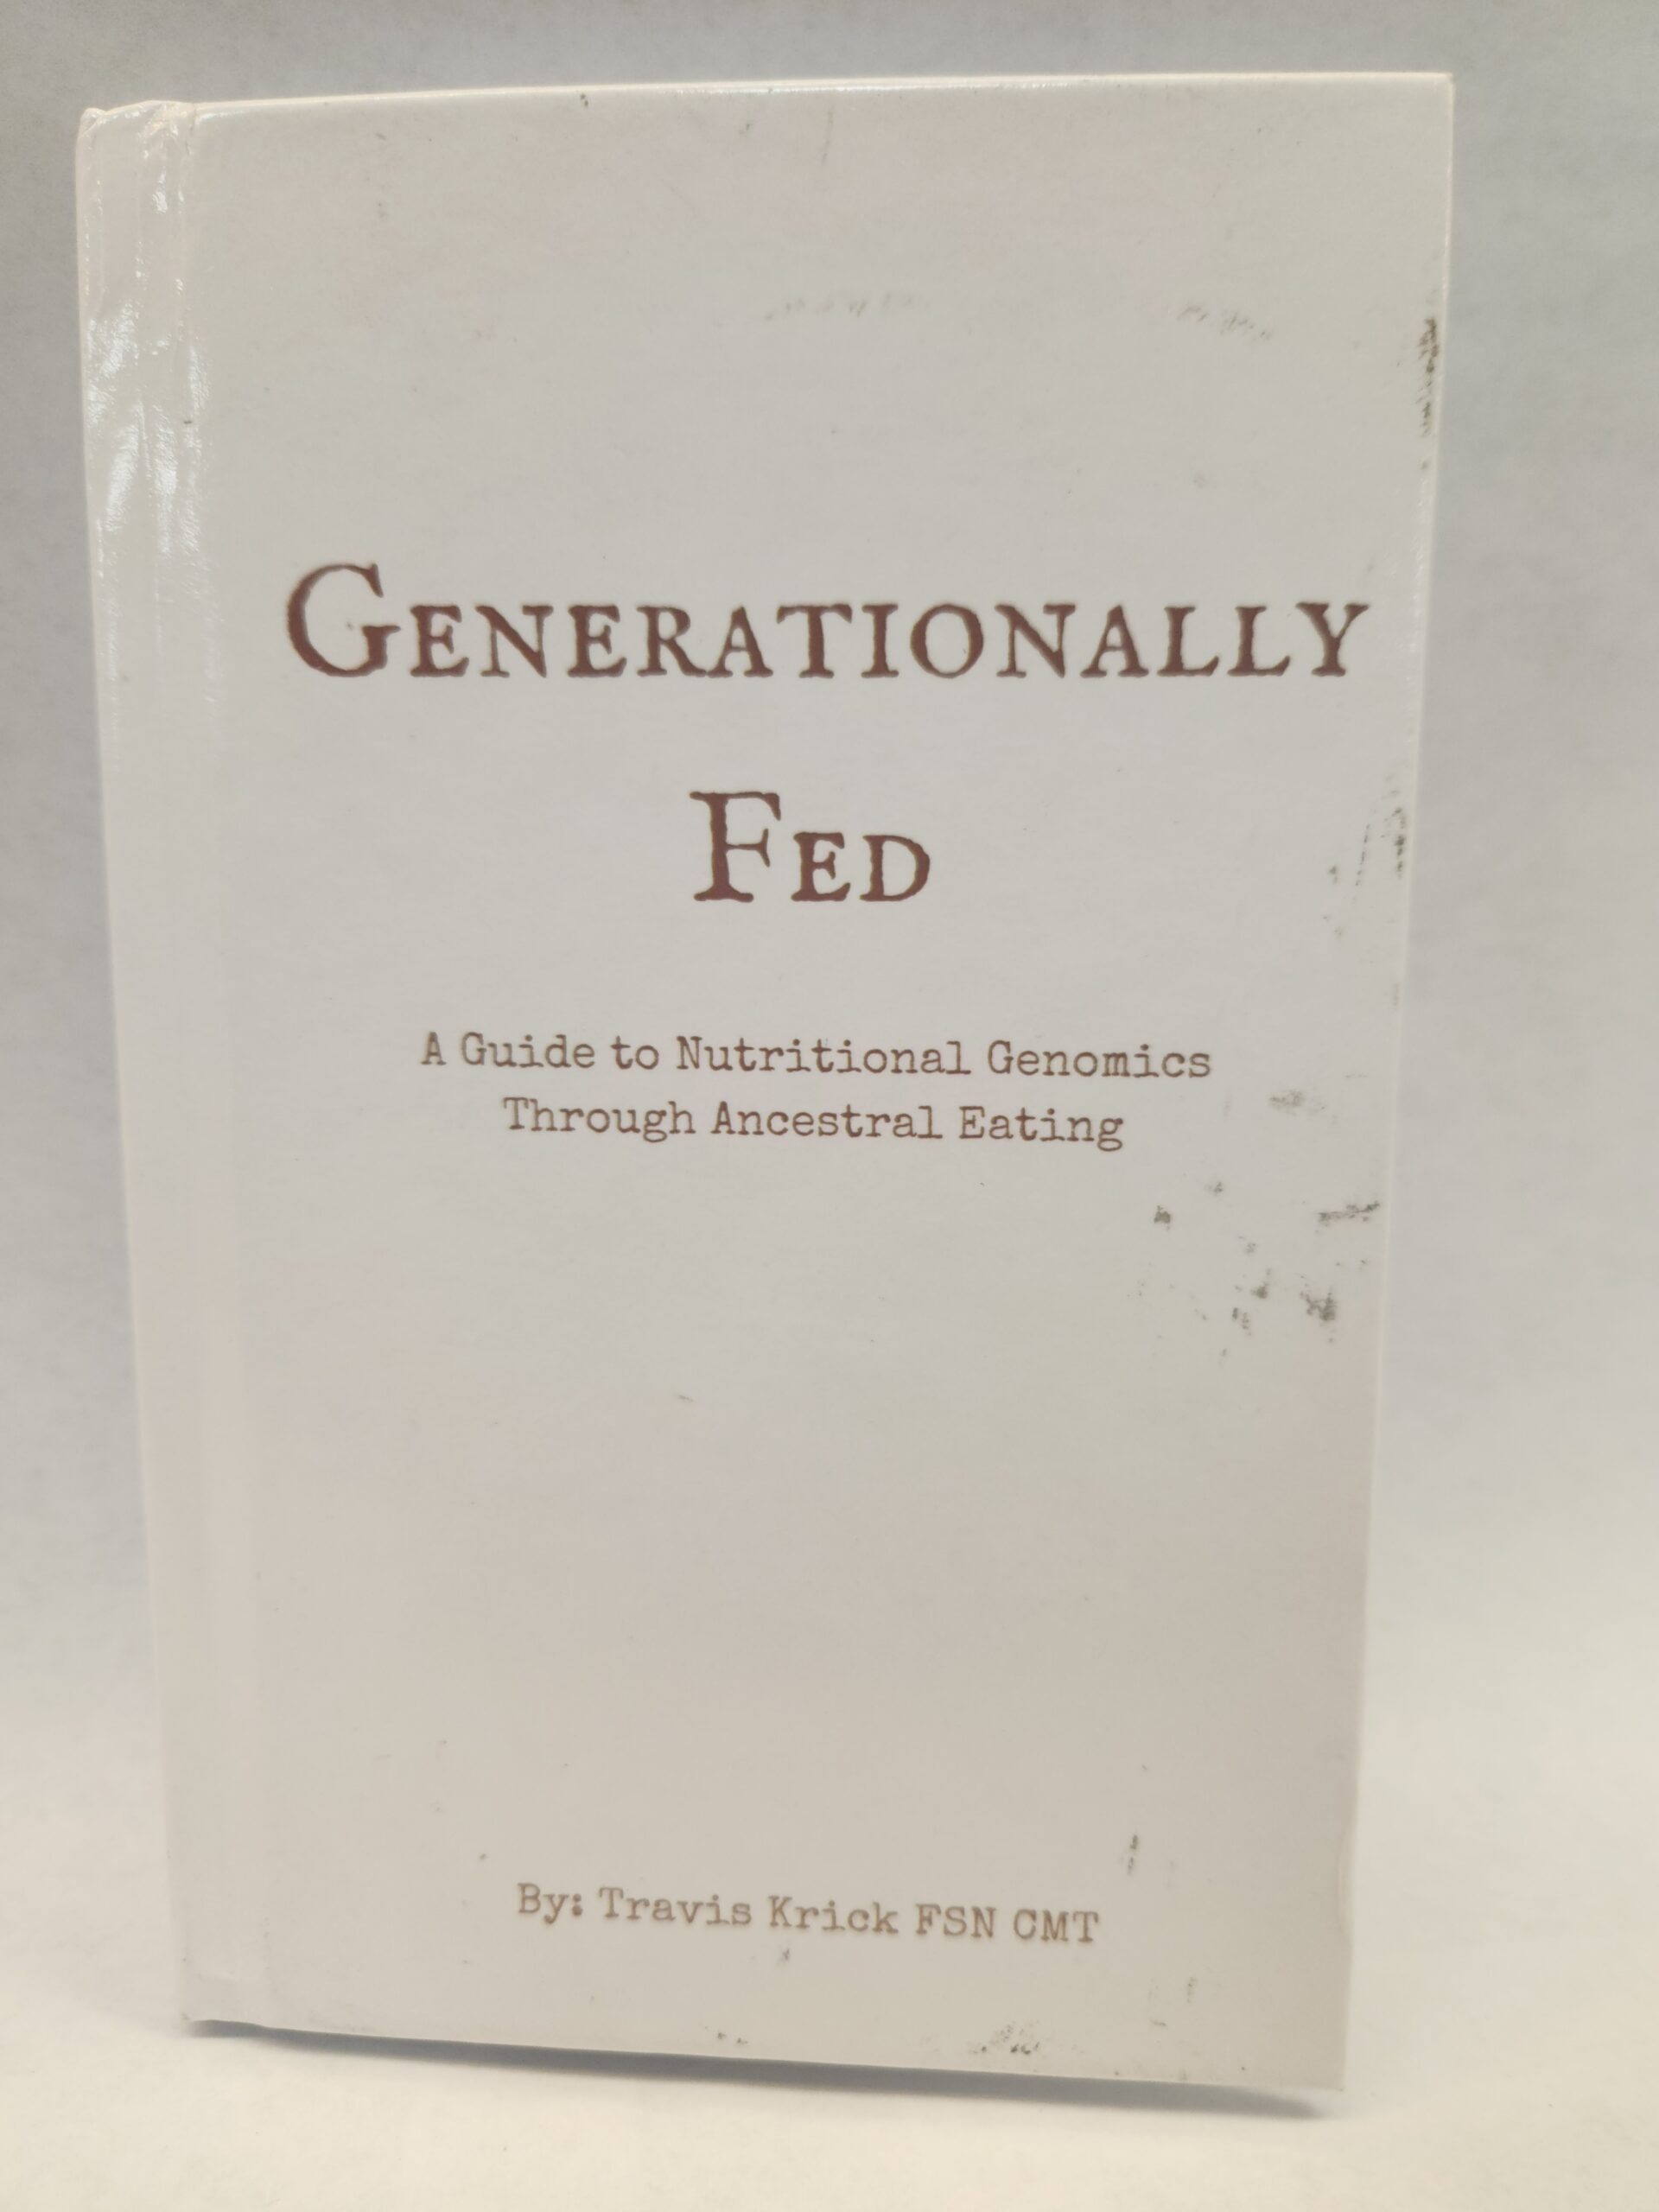 GENERATIONALLY
FED
A Guide to Nutritional Genomics
Through Ancestral Eating
By: Travis Krick FSN CMT